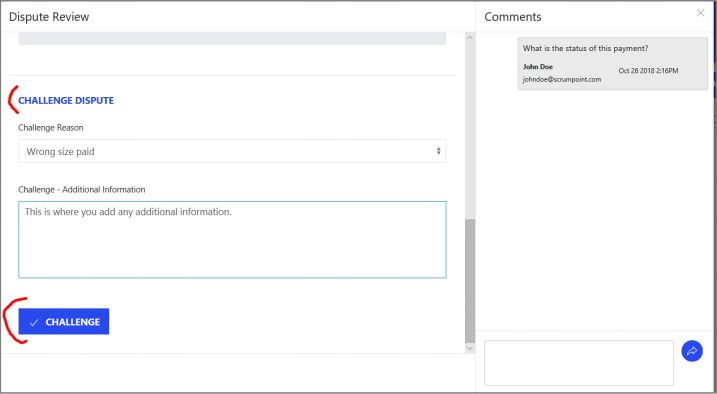 Dispute Review
CHALLENGE DISPUTE
Challenge Reason
Wrong size paid
Challenge - Additional Information
This is where you add any additional information.
CHALLENGE
Comments
What is the status of this payment?
John Doe
Oct 26 2018 2:16PM
johndoe@scrumpoint.com